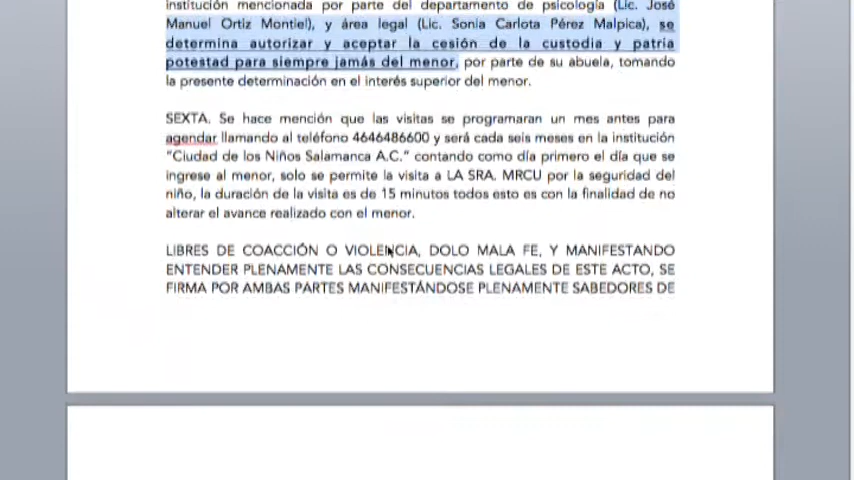 institución mencionada por parte del departamento de psicología (Lic. José
Manuel Ortiz Montiel), y área legal (Lic. Sonia Carlota Pérez Malpica), se
determina autorizar y aceptar la cesión de la custodia y patria
potestad para siempre jamás del menor, por parte de su abuela, tomando
la presente determinación en el interés superior del menor.
SEXTA. Se hace mención que las visitas se programaran un mes antes para
agendar llamando al teléfono 4646486600 y será cada seis meses en la institución
"Ciudad de los Niños Salamanca A.C." contando como día primero el día que se
ingrese al menor, solo se permite la visita a LA SRA. MRCU por la seguridad del
niño, la duración de la visita es de 15 minutos todos esto es con la finalidad de no
alterar el avance realizado con el menor.
LIBRES DE COACCIÓN O VIOLENCIA, DOLO MALA FE, Y MANIFESTANDO
ENTENDER PLENAMENTE LAS CONSECUENCIAS LEGALES DE ESTE ACTO, SE
FIRMA POR AMBAS PARTES MANIFESTÁNDOSE PLENAMENTE SABEDORES DE